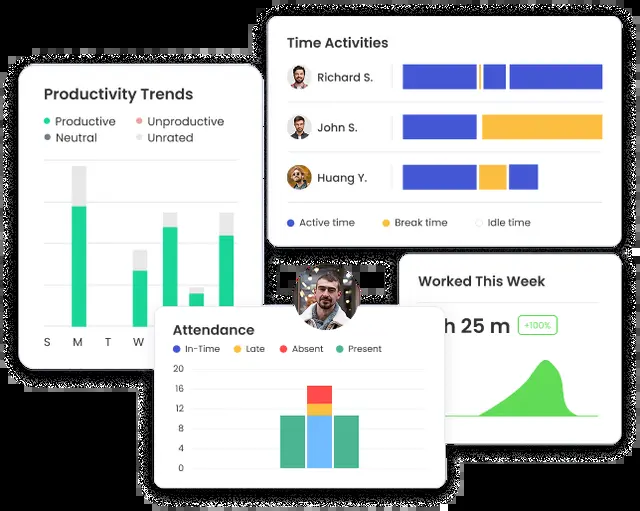 Time Activities
Richard S.
John S.
Huang Y.
Active time
Break time
Idle time
Productivity Trends
Productive
Unproductive
Neutral
Unrated
S
M
T
W
Worked This Week
h 25 m
+100%
Attendance
In-Time
Late
Absent
Present
20
16
12
8
4
0